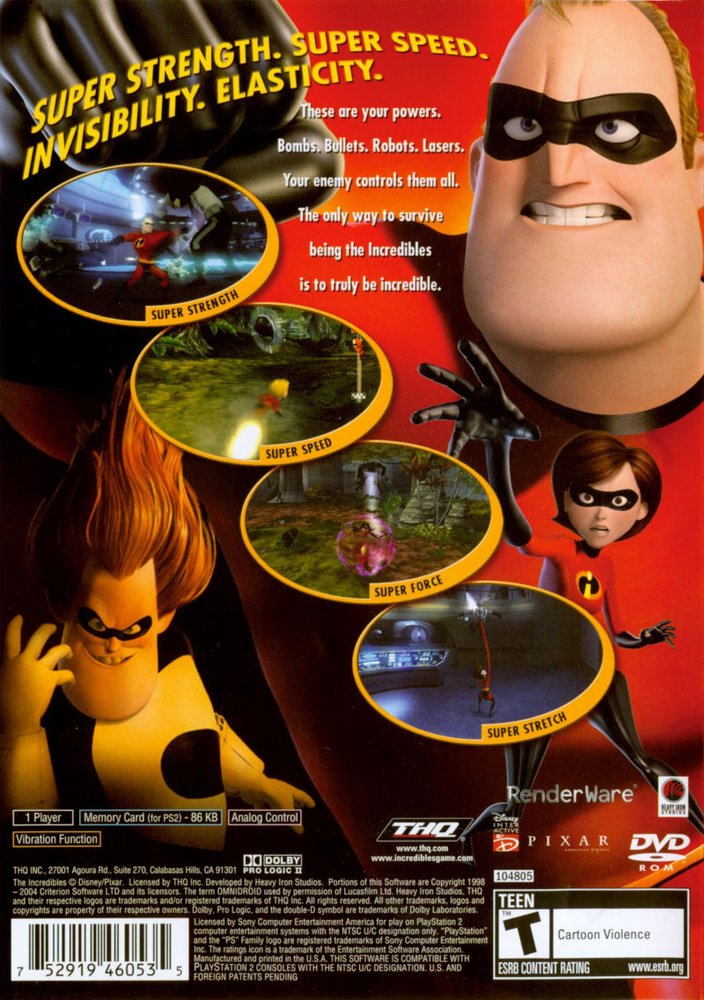 SUPER STRENGTH. SUPER SPEED.
INVISIBILITY. ELASTICITY.
These are your powers.
Bombs. Bullets. Robots. Lasers.
Your enemy controls them all.
The only way to survive
being the Incredibles
is to truly be incredible.
SUPER STRENGTH
SUPER SPEED
SUPER FORCE
SUPER STRETCH
RenderWare®
HEAVY IRON
STUDIOS
1 Player
Memory Card (for PS2) - 86 KB
Analog Control
Vibration Function
THQ
www.thq.com
www.incrediblesgame.com
Disney
INTER
ACTIVE
PIXAR
ANIMATION STUDIOS
DVD
ROM
104805
THQ INC., 27001 Agoura Rd., Suite 270, Calabasas Hills, CA 91301
DOLBY
PRO LOGIC II
The Incredibles © Disney/Pixar. Licensed by THQ Inc. Developed by Heavy Iron Studios. Portions of this Software are Copyright 1998
– 2004 Criterion Software LTD and its licensors. The term OMNIDROID used by permission of Lucasfilm Ltd. Heavy Iron Studios. THQ
and their respective logos are trademarks and/or registered trademarks of THQ Inc. All rights reserved. All other trademarks, logos and
copyrights are property of their respective owners. Dolby, Pro Logic, and the double-D symbol are trademarks of Dolby Laboratories.
Licensed by Sony Computer Entertainment America for play on PlayStation 2
computer entertainment systems with the NTSC U/C designation only. "PlayStation"
and the "PS" Family logo are registered trademarks of Sony Computer Entertainment
Inc. The ratings icon is a trademark of the Entertainment Software Association.
Manufactured and printed in the U.S.A. THIS SOFTWARE IS COMPATIBLE WITH
PLAYSTATION 2 CONSOLES WITH THE NTSC U/C DESIGNATION. U.S. AND
FOREIGN PATENTS PENDING
7 52919 46053 5
TEEN
T
TM
Cartoon Violence
ESRB CONTENT RATING
www.esrb.org